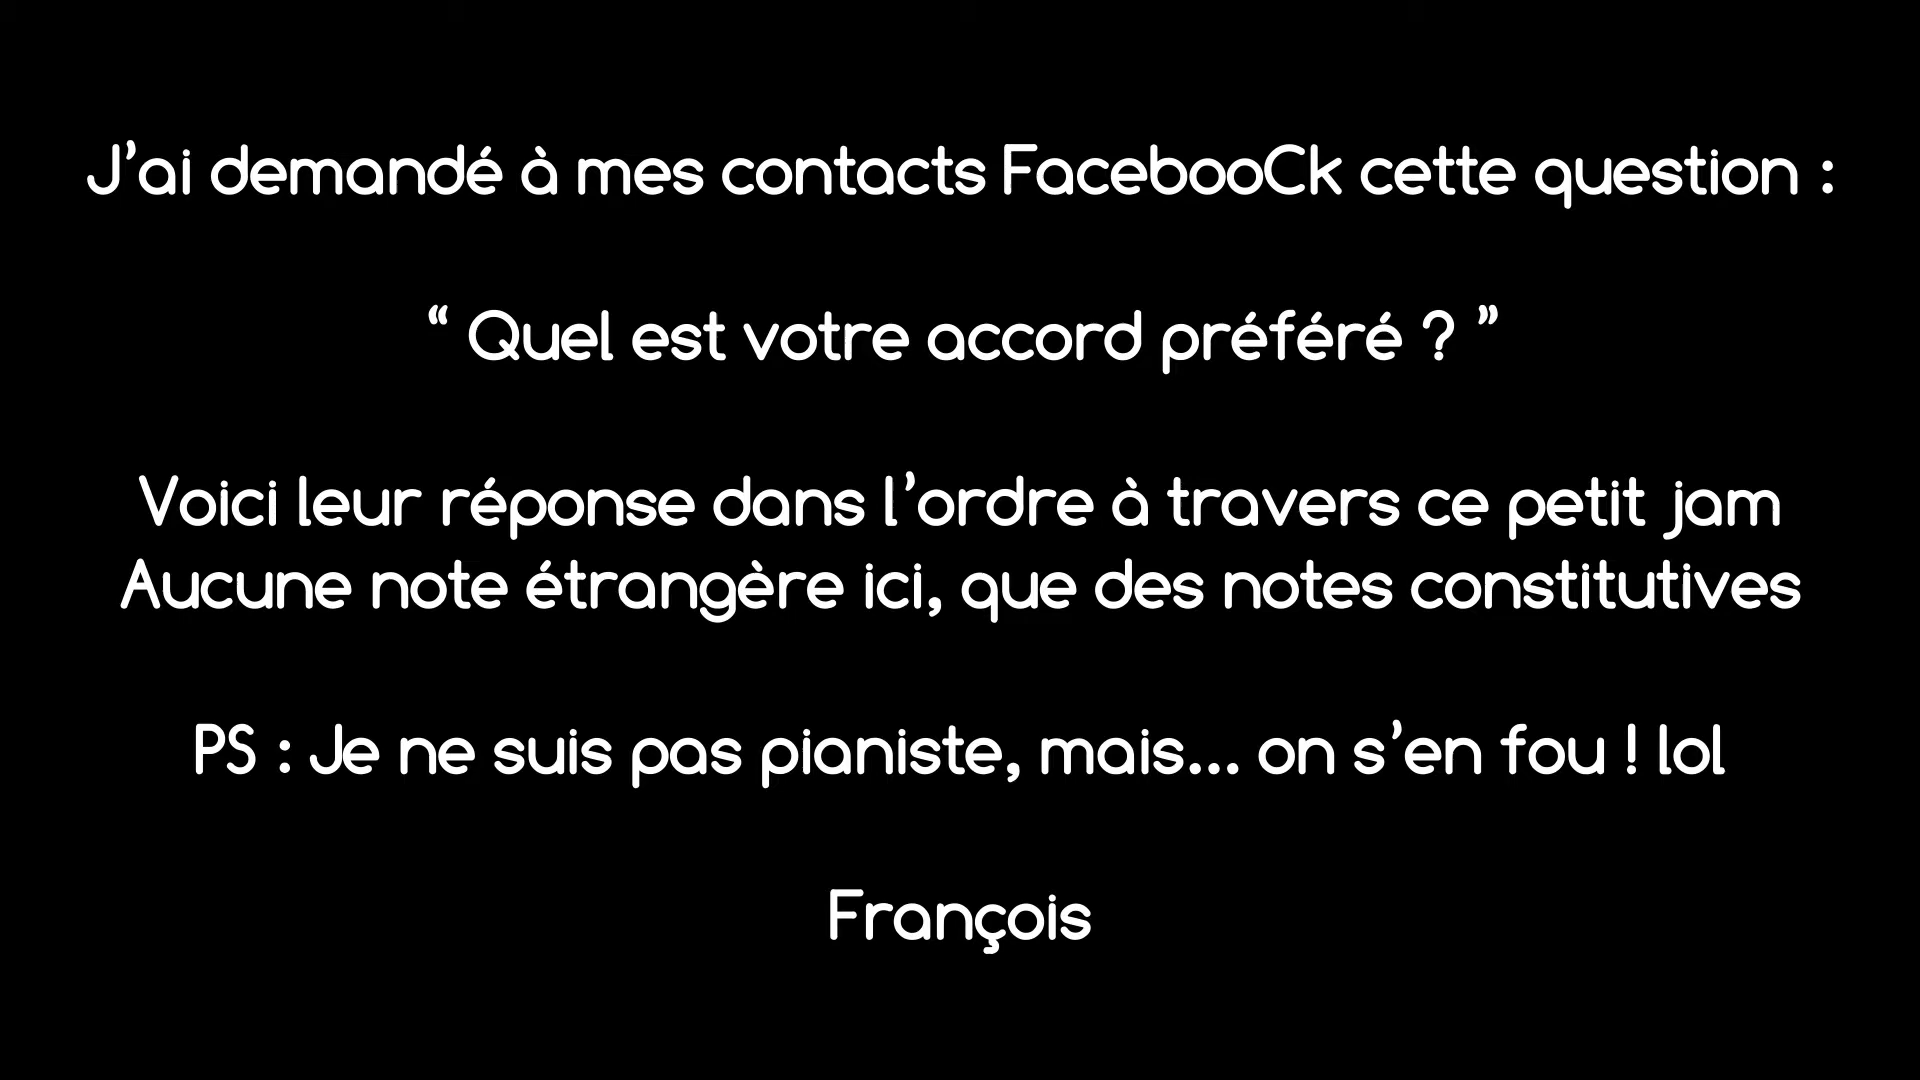 J’ai demandé à mes contacts FacebooCk cette question :
“ Quel est votre accord préféré ? ”
Voici leur réponse dans l’ordre à travers ce petit jam
Aucune note étrangère ici, que des notes constitutives
PS : Je ne suis pas pianiste, mais... on s’en fou ! lol
François